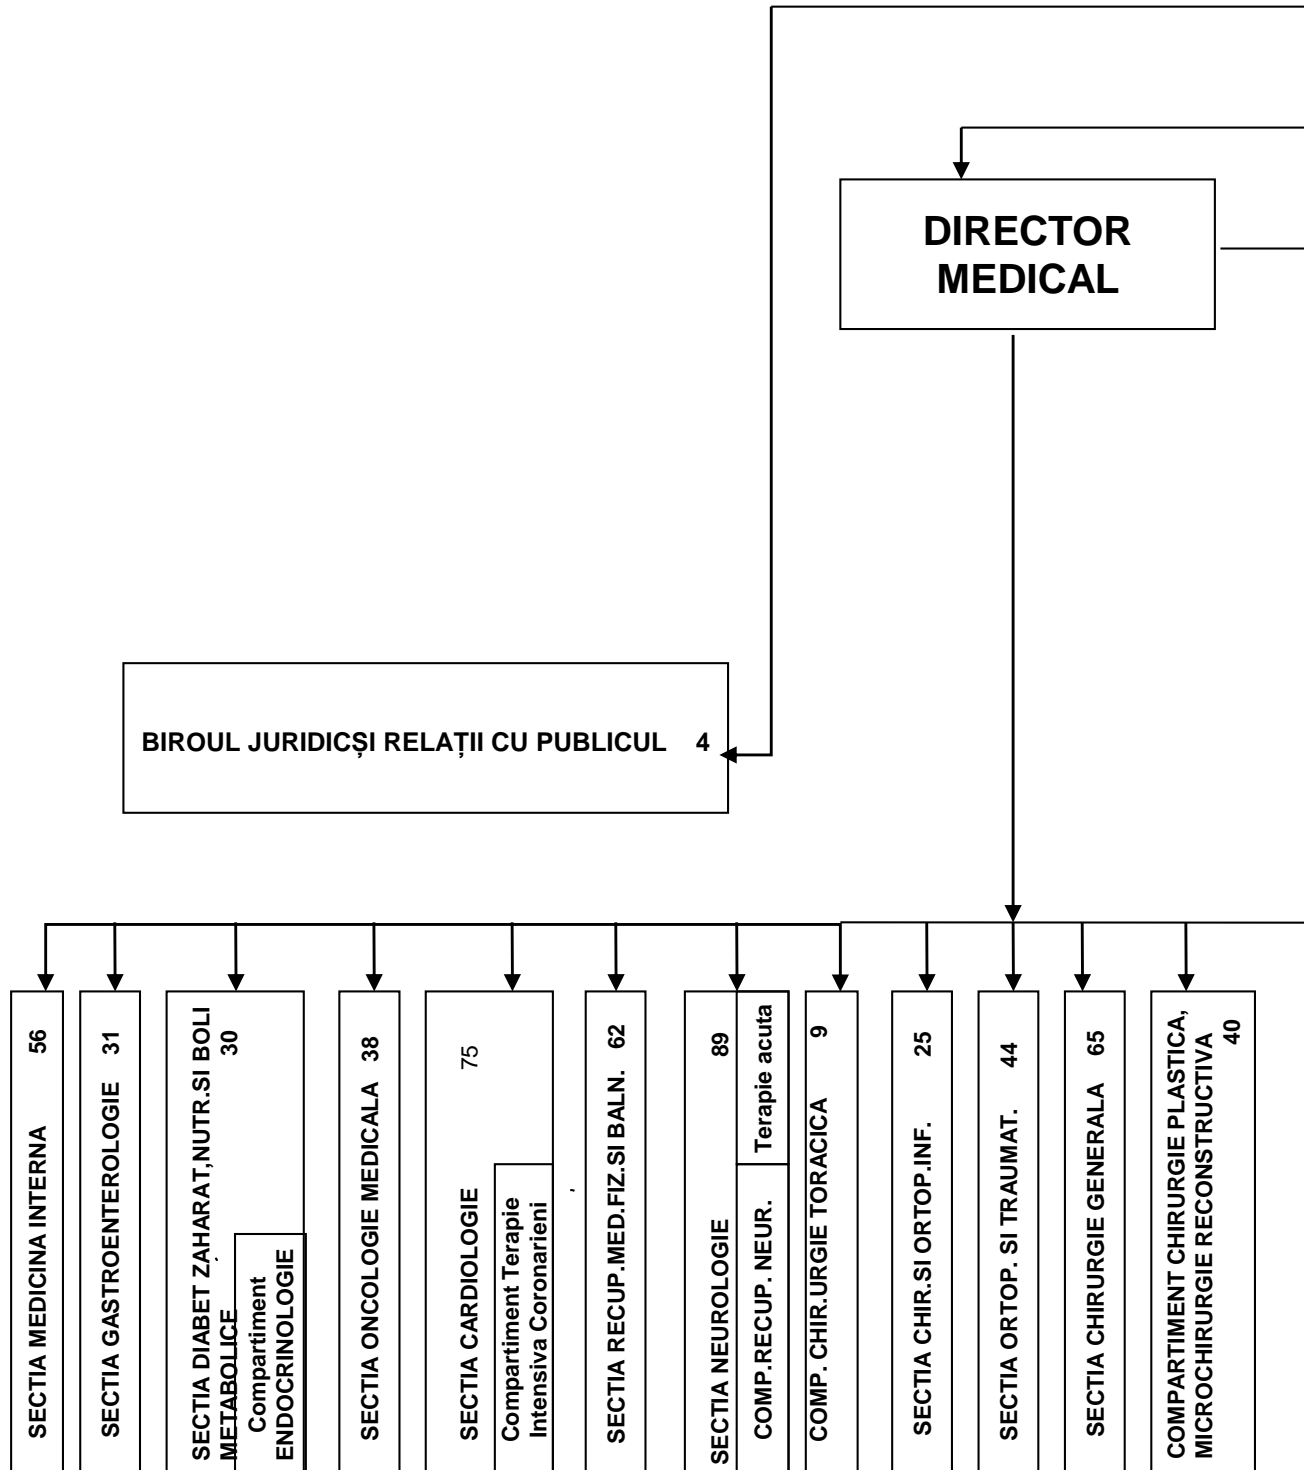 DIRECTOR
MEDICAL
BIROUL JURIDICȘI RELAȚII CU PUBLICUL 4
SECTIA MEDICINA INTERNA 56
SECTIA GASTROENTEROLOGIE 31
SECTIA DIABET ZAHARAT,NUTR.SI BOLI
METABOLICE 30
Compartiment
ENDOCRINOLOGIE
SECTIA ONCOLOGIE MEDICALA 38
SECTIA CARDIOLOGIE 75
Compartiment Terapie
Intensiva Coronarieni
SECTIA RECUP.MED.FIZ.SI BALN. 62
SECTIA NEUROLOGIE 89
COMP.RECUP. NEUR. Terapie acuta
COMP. CHIR.URGIE TORACICA 9
SECTIA CHIR.SI ORTOP.INF. 25
SECTIA ORTOP. SI TRAUMAT. 44
SECTIA CHIRURGIE GENERALA 65
COMPARTIMENT CHIRURGIE PLASTICA,
MICROCHIRURGIE RECONSTRUCTIVA
40